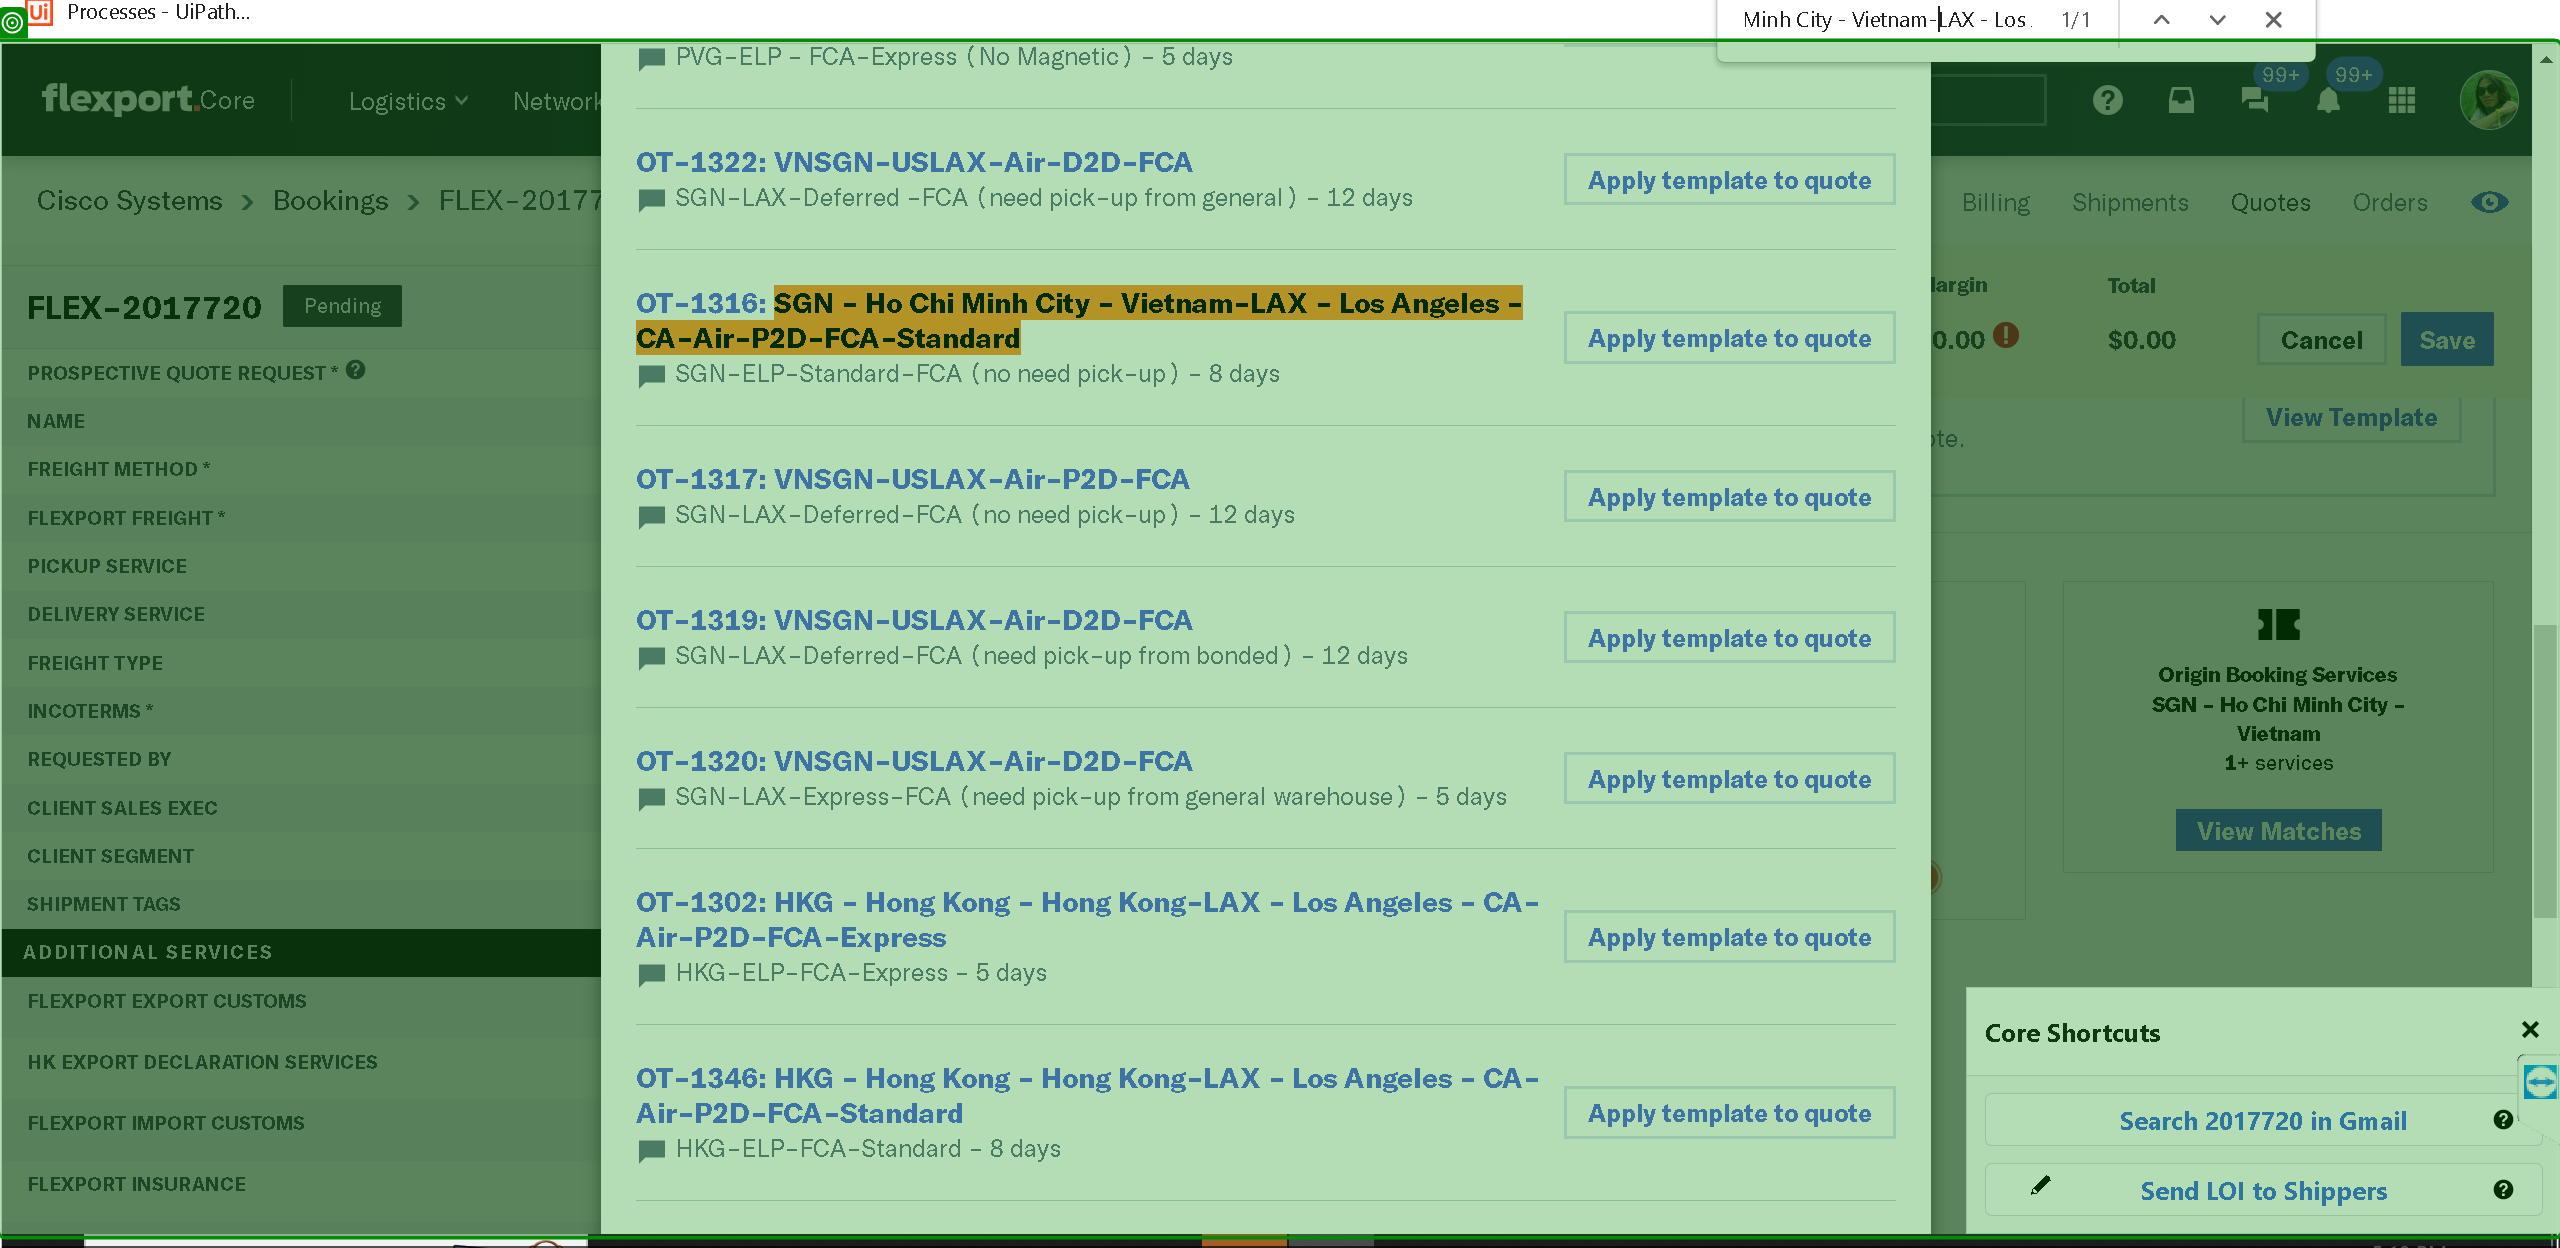 Processes - UiPath...
Minh City - Vietnam-LAX - Los
1/1
PVG-ELP - FCA-Express (No Magnetic) - 5 days
flexport.Core
Logistics
Network
99+
99+
OT-1322: VNSGN-USLAX-Air-D2D-FCA
SGN-LAX-Deferred -FCA (need pick-up from general) - 12 days
Apply template to quote
Cisco Systems > Bookings > FLEX-20177
Billing
Shipments
Quotes
Orders
FLEX-2017720
Pending
OT-1316: SGN - Ho Chi Minh City - Vietnam-LAX - Los Angeles -
CA-Air-P2D-FCA-Standard
SGN-ELP-Standard-FCA (no need pick-up) - 8 days
Apply template to quote
argin
0.00
Total
$0.00
Cancel
Save
View Template
te.
PROSPECTIVE QUOTE REQUEST *
NAME
FREIGHT METHOD *
FLEXPORT FREIGHT *
PICKUP SERVICE
DELIVERY SERVICE
FREIGHT TYPE
INCOTERMS *
REQUESTED BY
CLIENT SALES EXEC
CLIENT SEGMENT
SHIPMENT TAGS
ADDITIONAL SERVICES
FLEXPORT EXPORT CUSTOMS
HK EXPORT DECLARATION SERVICES
FLEXPORT IMPORT CUSTOMS
FLEXPORT INSURANCE
OT-1317: VNSGN-USLAX-Air-P2D-FCA
SGN-LAX-Deferred-FCA (no need pick-up) - 12 days
Apply template to quote
OT-1319: VNSGN-USLAX-Air-D2D-FCA
SGN-LAX-Deferred-FCA (need pick-up from bonded) - 12 days
Apply template to quote
OT-1320: VNSGN-USLAX-Air-D2D-FCA
SGN-LAX-Express-FCA (need pick-up from general warehouse) - 5 days
Apply template to quote
OT-1302: HKG - Hong Kong - Hong Kong-LAX - Los Angeles - CA-
Air-P2D-FCA-Express
HKG-ELP-FCA-Express - 5 days
Apply template to quote
OT-1346: HKG - Hong Kong - Hong Kong-LAX - Los Angeles - CA-
Air-P2D-FCA-Standard
HKG-ELP-FCA-Standard - 8 days
Apply template to quote
Origin Booking Services
SGN - Ho Chi Minh City -
Vietnam
1+ services
View Matches
Core Shortcuts
Search 2017720 in Gmail
Send LOI to Shippers